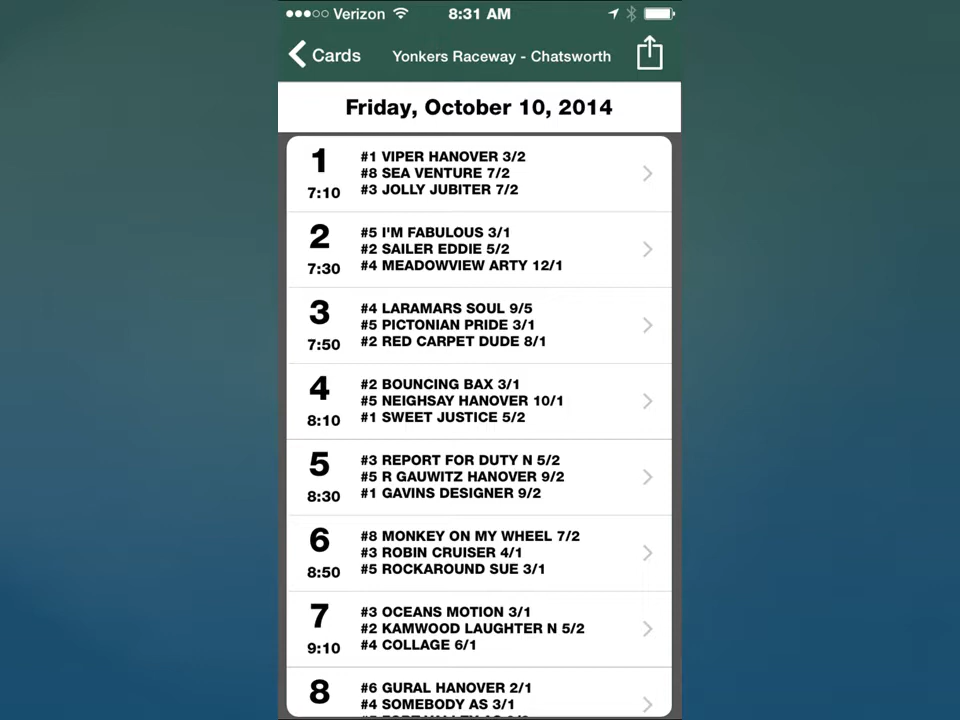 Verizon 8:31 AM
Cards Yonkers Raceway - Chatsworth
Friday, October 10, 2014
1 #1 VIPER HANOVER 3/2
#8 SEA VENTURE 7/2
7:10 #3 JOLLY JUBITER 7/2
2 #5 I'M FABULOUS 3/1
#2 SAILER EDDIE 5/2
7:30 #4 MEADOWVIEW ARTY 12/1
3 #4 LARAMARS SOUL 9/5
#5 PICTONIAN PRIDE 3/1
7:50 #2 RED CARPET DUDE 8/1
4 #2 BOUNCING BAX 3/1
#5 NEIGHSAY HANOVER 10/1
8:10 #1 SWEET JUSTICE 5/2
5 #3 REPORT FOR DUTY N 5/2
#5 R GAUWITZ HANOVER 9/2
8:30 #1 GAVINS DESIGNER 9/2
6 #8 MONKEY ON MY WHEEL 7/2
#3 ROBIN CRUISER 4/1
8:50 #5 ROCKAROUND SUE 3/1
7 #3 OCEANS MOTION 3/1
#2 KAMWOOD LAUGHTER N 5/2
9:10 #4 COLLAGE 6/1
8 #6 GURAL HANOVER 2/1
#4 SOMEBODY AS 3/1